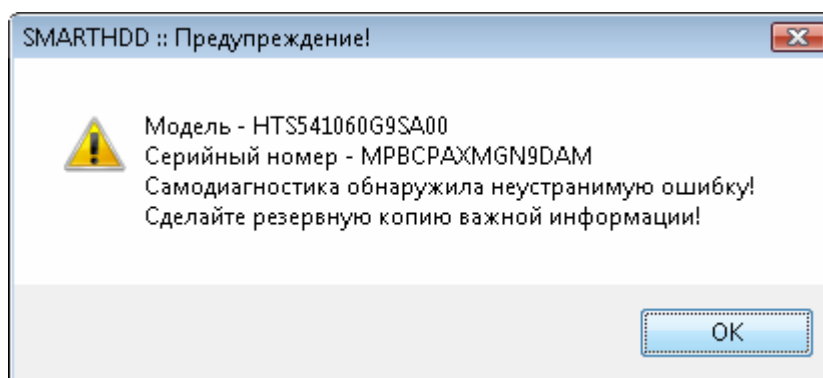 SMARTHDD :: Предупреждение!
Модель - HTS541060G9SA00
Серийный номер - MPBCPAXMGN9DAM
Самодиагностика обнаружила неустранимую ошибку!
Сделайте резервную копию важной информации!
OK